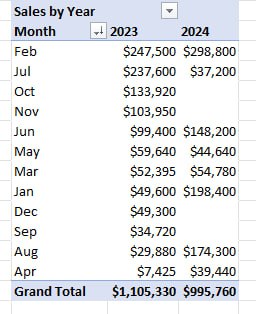 Sales by Year
Month 2023 2024
Feb $247,500 $298,800
Jul $237,600 $37,200
Oct $133,920
Nov $103,950
Jun $99,400 $148,200
May $59,640 $44,640
Mar $52,395 $54,780
Jan $49,600 $198,400
Dec $49,300
Sep $34,720
Aug $29,880 $174,300
Apr $7,425 $39,440
Grand Total $1,105,330 $995,760